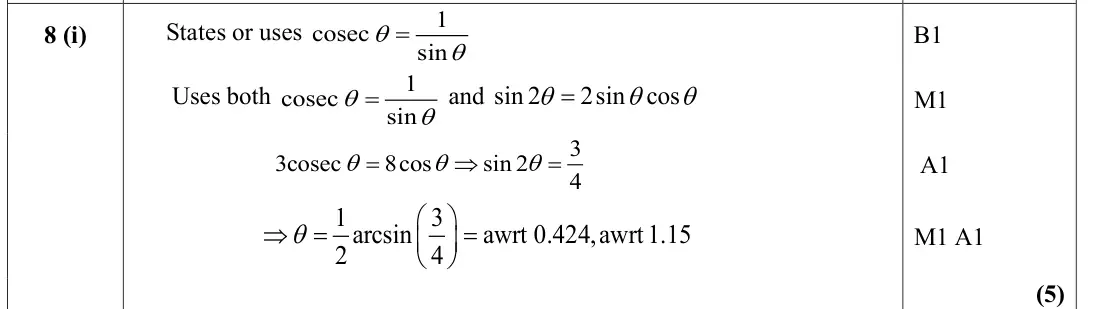 8 (i) States or uses cosec θ = 1/sin θ B1
Uses both cosec θ = 1/sin θ and sin 2θ = 2 sin θ cos θ M1
3cosec θ = 8cos θ ⇒ sin 2θ = 3/4 A1
⇒ θ = 1/2 arcsin(3/4) = awrt 0.424, awrt 1.15 M1 A1
(5)